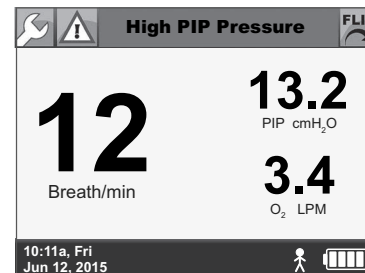 High PIP Pressure
FLI
12
Breath/min
13.2
PIP cmH₂O
3.4
O₂ LPM
10:11a, Fri
Jun 12, 2015